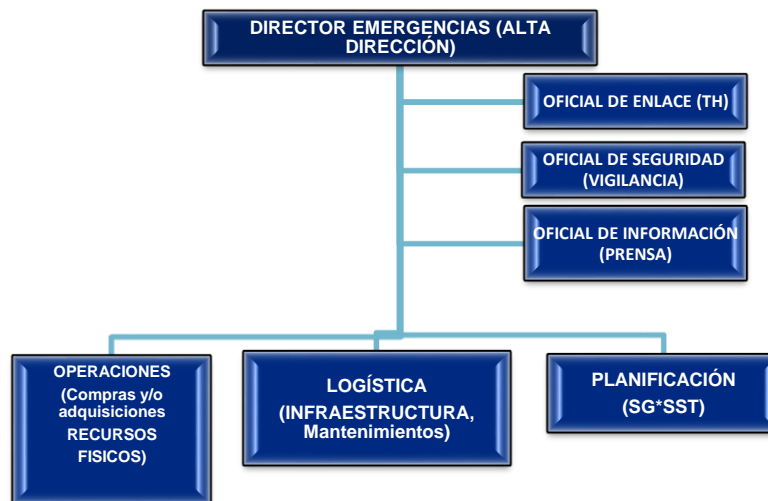 DIRECTOR EMERGENCIAS (ALTA
DIRECCIÓN)
OFICIAL DE ENLACE (TH)
OFICIAL DE SEGURIDAD
(VIGILANCIA)
OFICIAL DE INFORMACIÓN
(PRENSA)
OPERACIONES
(Compras y/o
adquisiciones
RECURSOS
FISICOS)
LOGÍSTICA
(INFRAESTRUCTURA,
Mantenimientos)
PLANIFICACIÓN
(SG*SST)